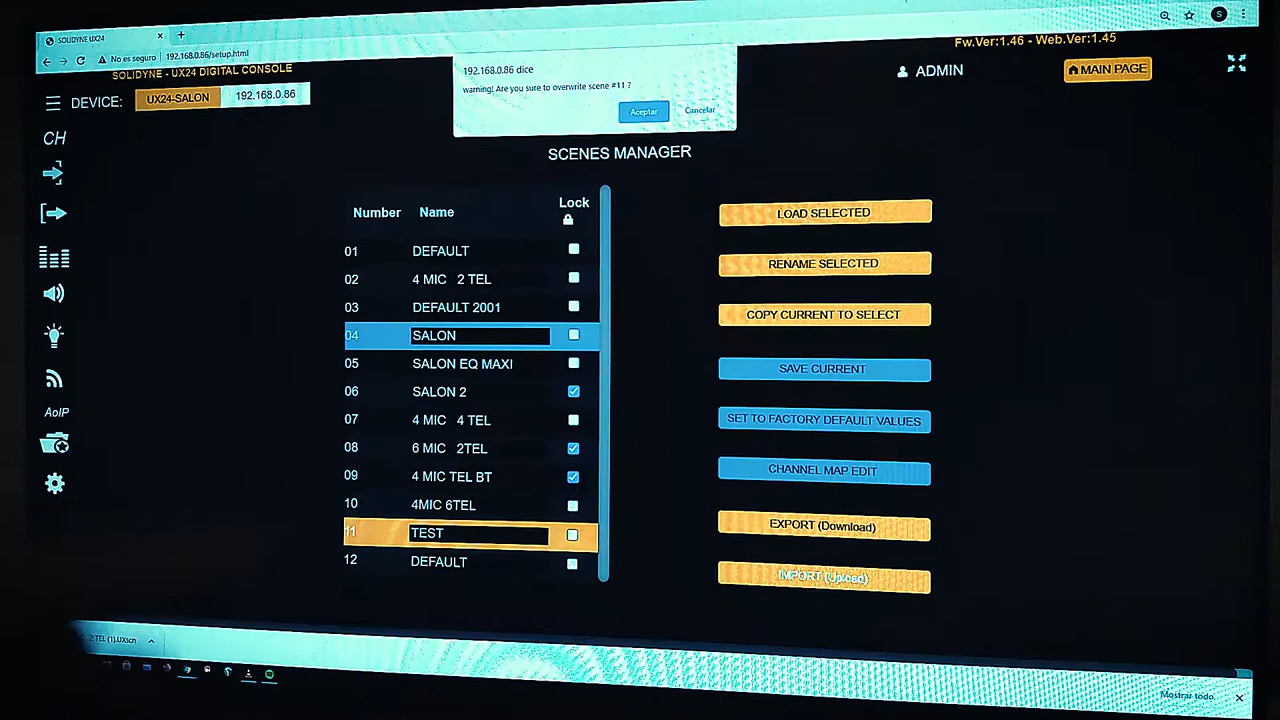 SOLIDYNE UX24
No es seguro | 192.168.0.86/setup.html
S
SOLIDYNE - UX24 DIGITAL CONSOLE
Fw.Ver:1.46 - Web.Ver:1.45
DEVICE: UX24-SALON 192.168.0.86
ADMIN
MAIN PAGE
192.168.0.86 dice
warning! Are you sure to overwrite scene #11 ?
Aceptar Cancelar
CH
AoIP
SCENES MANAGER
Number Name Lock
01 DEFAULT
02 4 MIC 2 TEL
03 DEFAULT 2001
04 SALON
05 SALON EQ MAXI
06 SALON 2
07 4 MIC 4 TEL
08 6 MIC 2TEL
09 4 MIC TEL BT
10 4MIC 6TEL
11 TEST
12 DEFAULT
LOAD SELECTED
RENAME SELECTED
COPY CURRENT TO SELECT
SAVE CURRENT
SET TO FACTORY DEFAULT VALUES
CHANNEL MAP EDIT
EXPORT (Download)
IMPORT (Upload)
2 TEL (1).UXscn
Mostrar todo